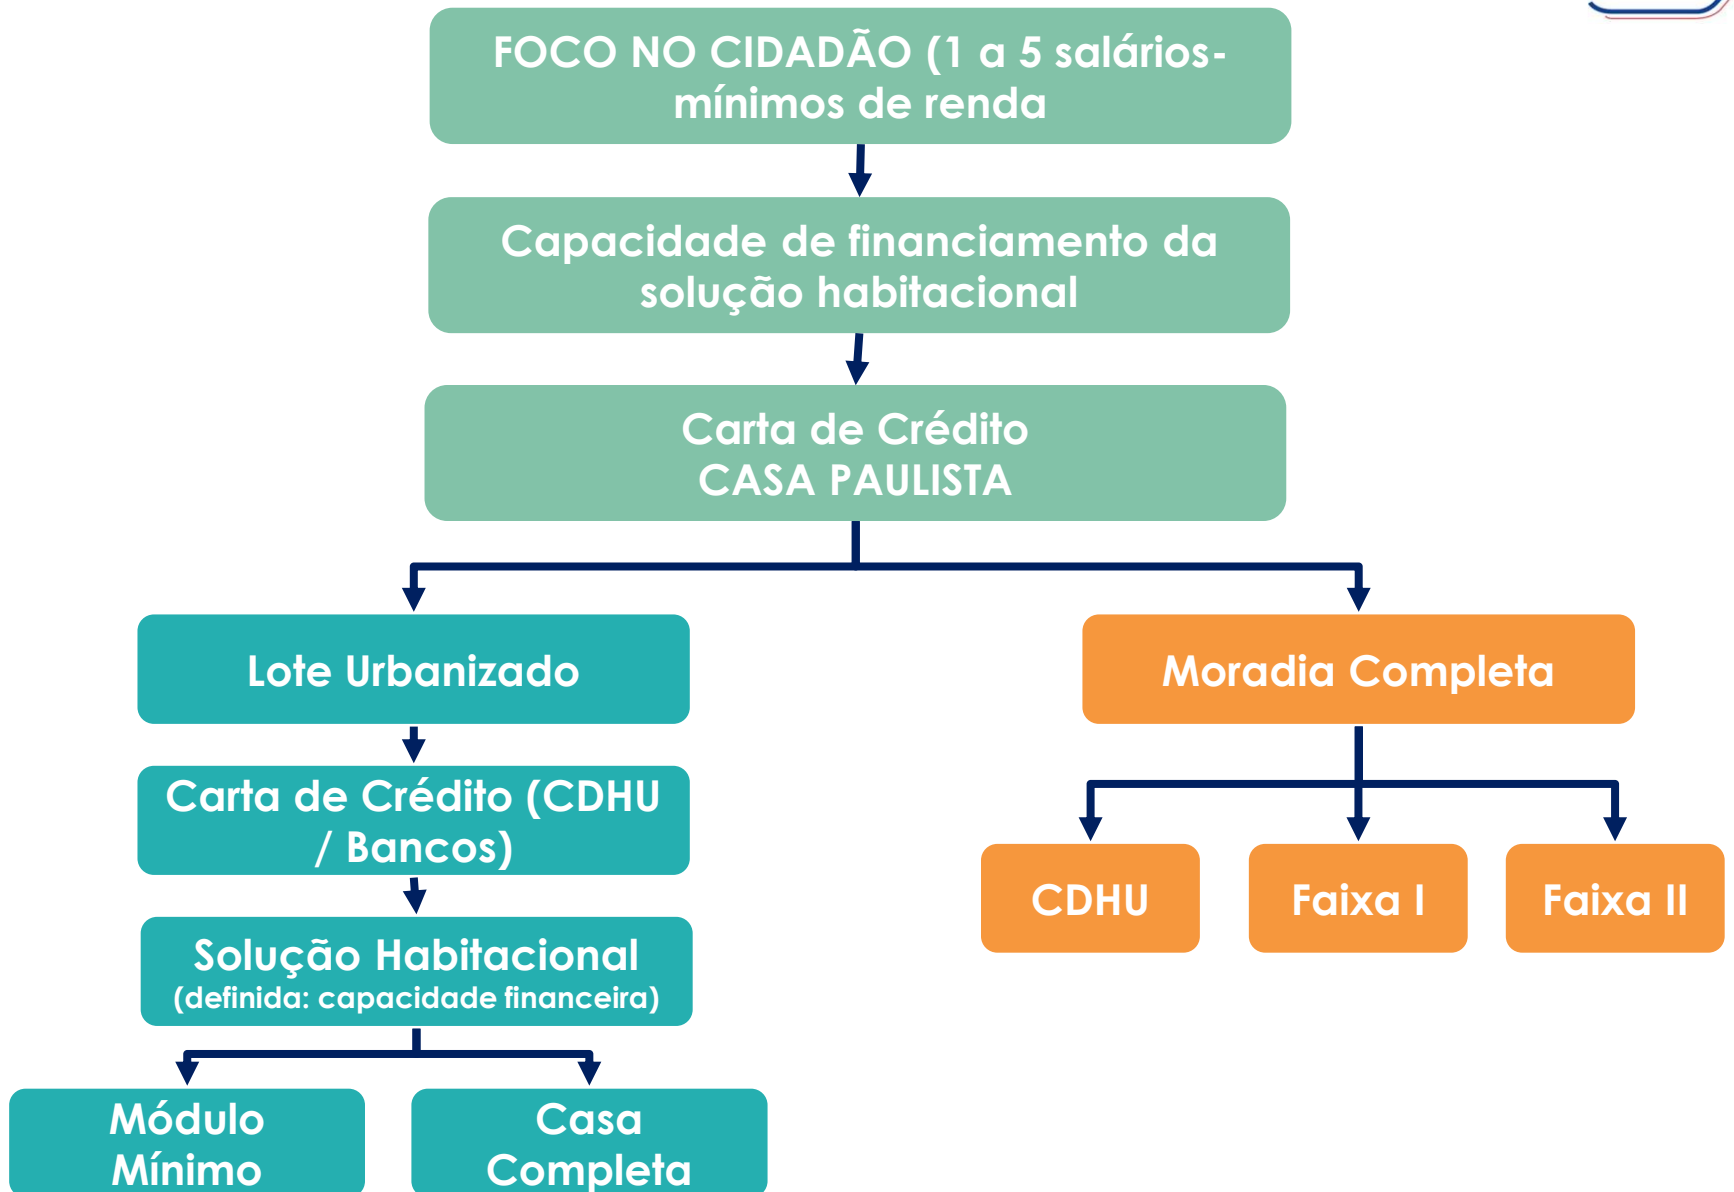 FOCO NO CIDADÃO (1 a 5 salários-
mínimos de renda
Capacidade de financiamento da
solução habitacional
Carta de Crédito
CASA PAULISTA
Lote Urbanizado
Moradia Completa
Carta de Crédito (CDHU
/ Bancos)
CDHU
Faixa I
Faixa II
Solução Habitacional
(definida: capacidade financeira)
Módulo
Mínimo
Casa
Completa